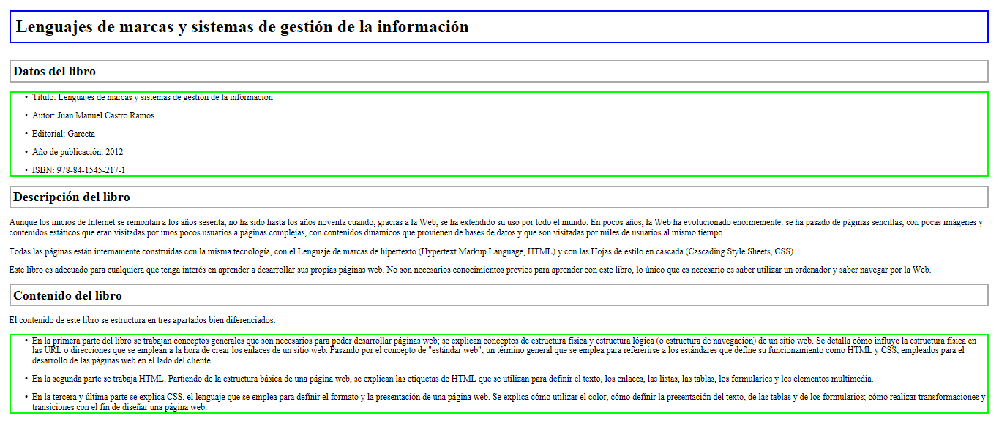 Lenguajes de marcas y sistemas de gestión de la información
Datos del libro
• Título: Lenguajes de marcas y sistemas de gestión de la información
• Autor: Juan Manuel Castro Ramos
• Editorial: Garceta
• Año de publicación: 2012
• ISBN: 978-84-1545-217-1
Descripción del libro
Aunque los inicios de Internet se remontan a los años sesenta, no ha sido hasta los años noventa cuando, gracias a la Web, se ha extendido su uso por todo el mundo. En pocos años, la Web ha evolucionado enormemente: se ha pasado de páginas sencillas, con pocas imágenes y
contenidos estáticos que eran visitadas por unos pocos usuarios a páginas complejas, con contenidos dinámicos que provienen de bases de datos y que son visitadas por miles de usuarios al mismo tiempo.
Todas las páginas están internamente construidas con la misma tecnología, con el Lenguaje de marcas de hipertexto (Hypertext Markup Language, HTML) y con las Hojas de estilo en cascada (Cascading Style Sheets, CSS).
Este libro es adecuado para cualquiera que tenga interés en aprender a desarrollar sus propias páginas web. No son necesarios conocimientos previos para aprender con este libro, lo único que es necesario es saber utilizar un ordenador y saber navegar por la Web.
Contenido del libro
El contenido de este libro se estructura en tres apartados bien diferenciados:
• En la primera parte del libro se trabajan conceptos generales que son necesarios para poder desarrollar páginas web; se explican conceptos de estructura física y estructura lógica (o estructura de navegación) de un sitio web. Se detalla cómo influye la estructura física en
las URL o direcciones que se emplean a la hora de crear los enlaces de un sitio web. Pasando por el concepto de "estándar web", un término general que se emplea para refererirse a los estándares que define su funcionamiento como HTML y CSS, empleados para el
desarrollo de las páginas web en el lado del cliente.
• En la segunda parte se trabaja HTML. Partiendo de la estructura básica de una página web, se explican las etiquetas de HTML que se utilizan para definir el texto, los enlaces, las listas, las tablas, los formularios y los elementos multimedia.
• En la tercera y última parte se explica CSS, el lenguaje que se emplea para definir el formato y la presentación de una página web. Se explica cómo utilizar el color, cómo definir la presentación del texto, de las tablas y de los formularios; cómo realizar transformaciones y
transiciones con el fin de diseñar una página web.